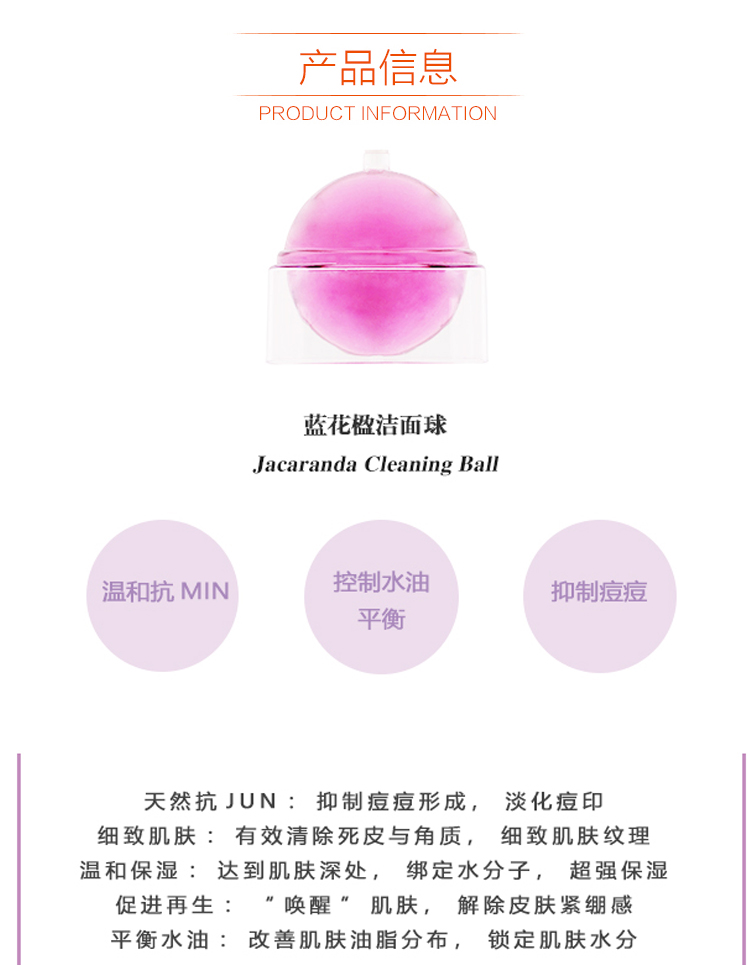 产品信息
PRODUCT INFORMATION
蓝花楹洁面球
Jacaranda Cleaning Ball
温和抗 MIN
控制水油
平衡
抑制痘痘
天然抗 JUN： 抑制痘痘形成， 淡化痘印
细致肌肤： 有效清除死皮与角质， 细致肌肤纹理
温和保湿： 达到肌肤深处， 绑定水分子， 超强保湿
促进再生： “唤醒“ 肌肤， 解除皮肤紧绷感
平衡水油： 改善肌肤油脂分布， 锁定肌肤水分